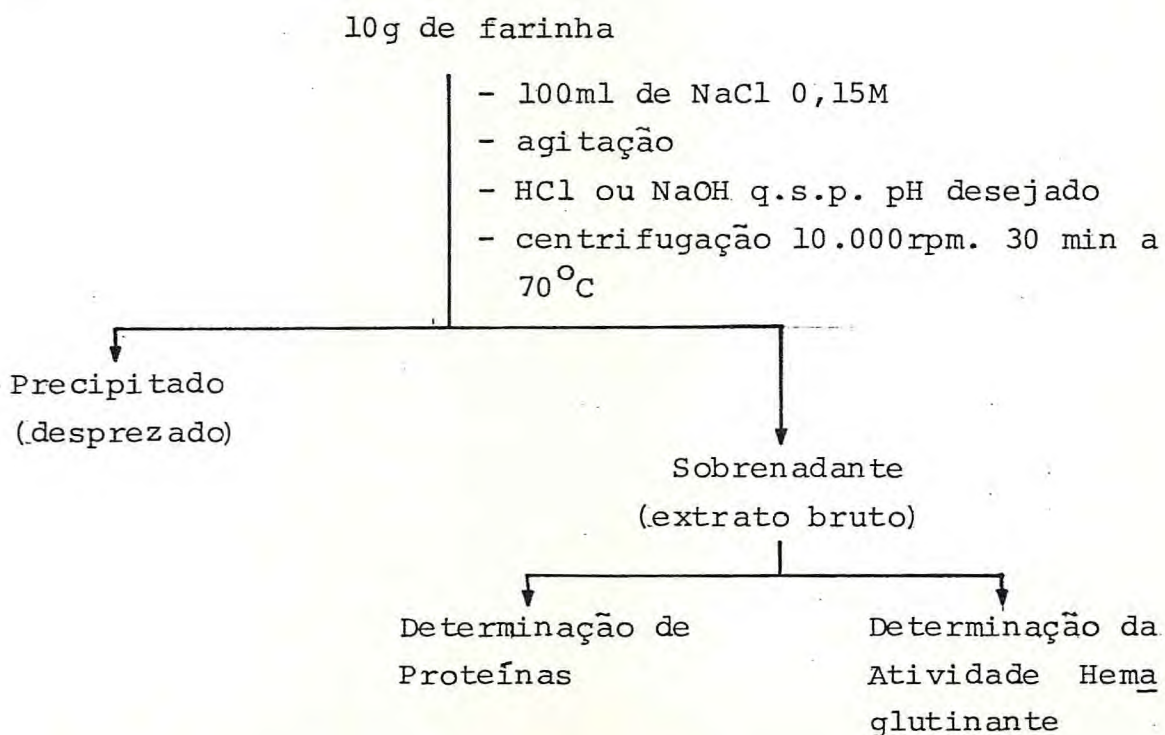 10g de farinha
- 100ml de NaCl 0,15M
- agitação
- HCl ou NaOH q.s.p. pH desejado
- centrifugação 10.000rpm. 30 min a
70°C
Precipitado
(desprezado)
Sobrenadante
(extrato bruto)
Determinação de
Proteínas
Determinação da
Atividade Hema
glutinante